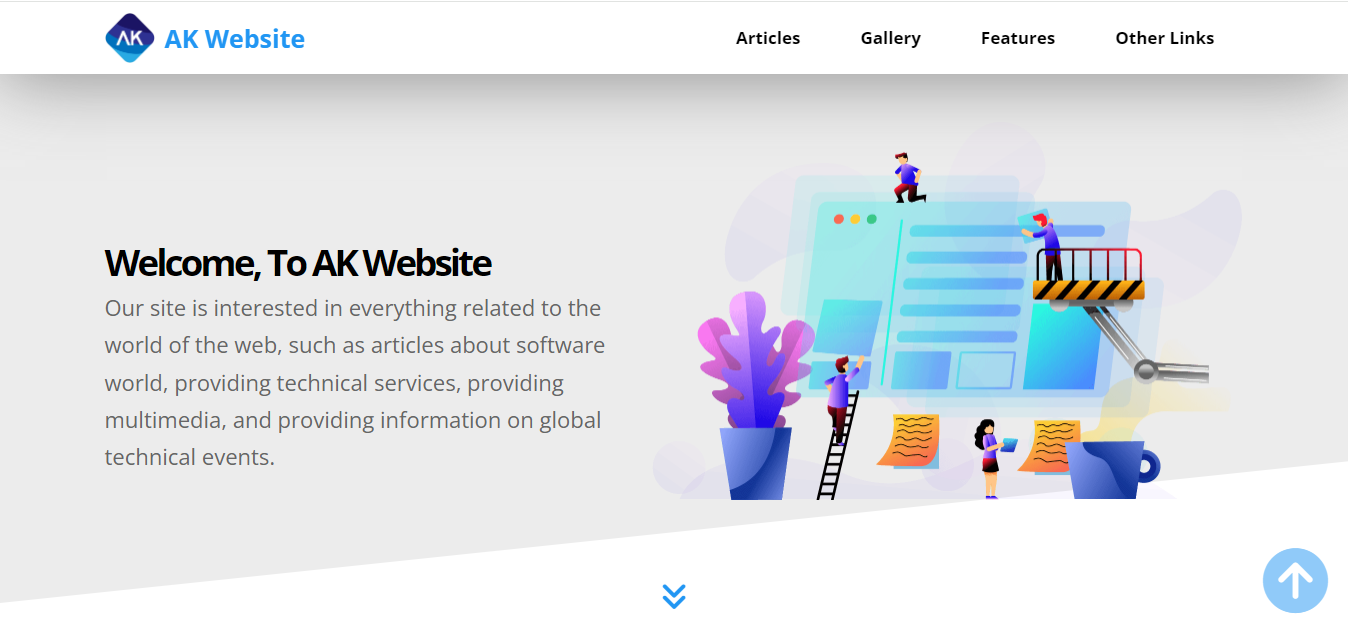 AK
AK Website
Articles
Gallery
Features
Other Links
Welcome, To AK Website
Our site is interested in everything related to the
world of the web, such as articles about software
world, providing technical services, providing
multimedia, and providing information on global
technical events.